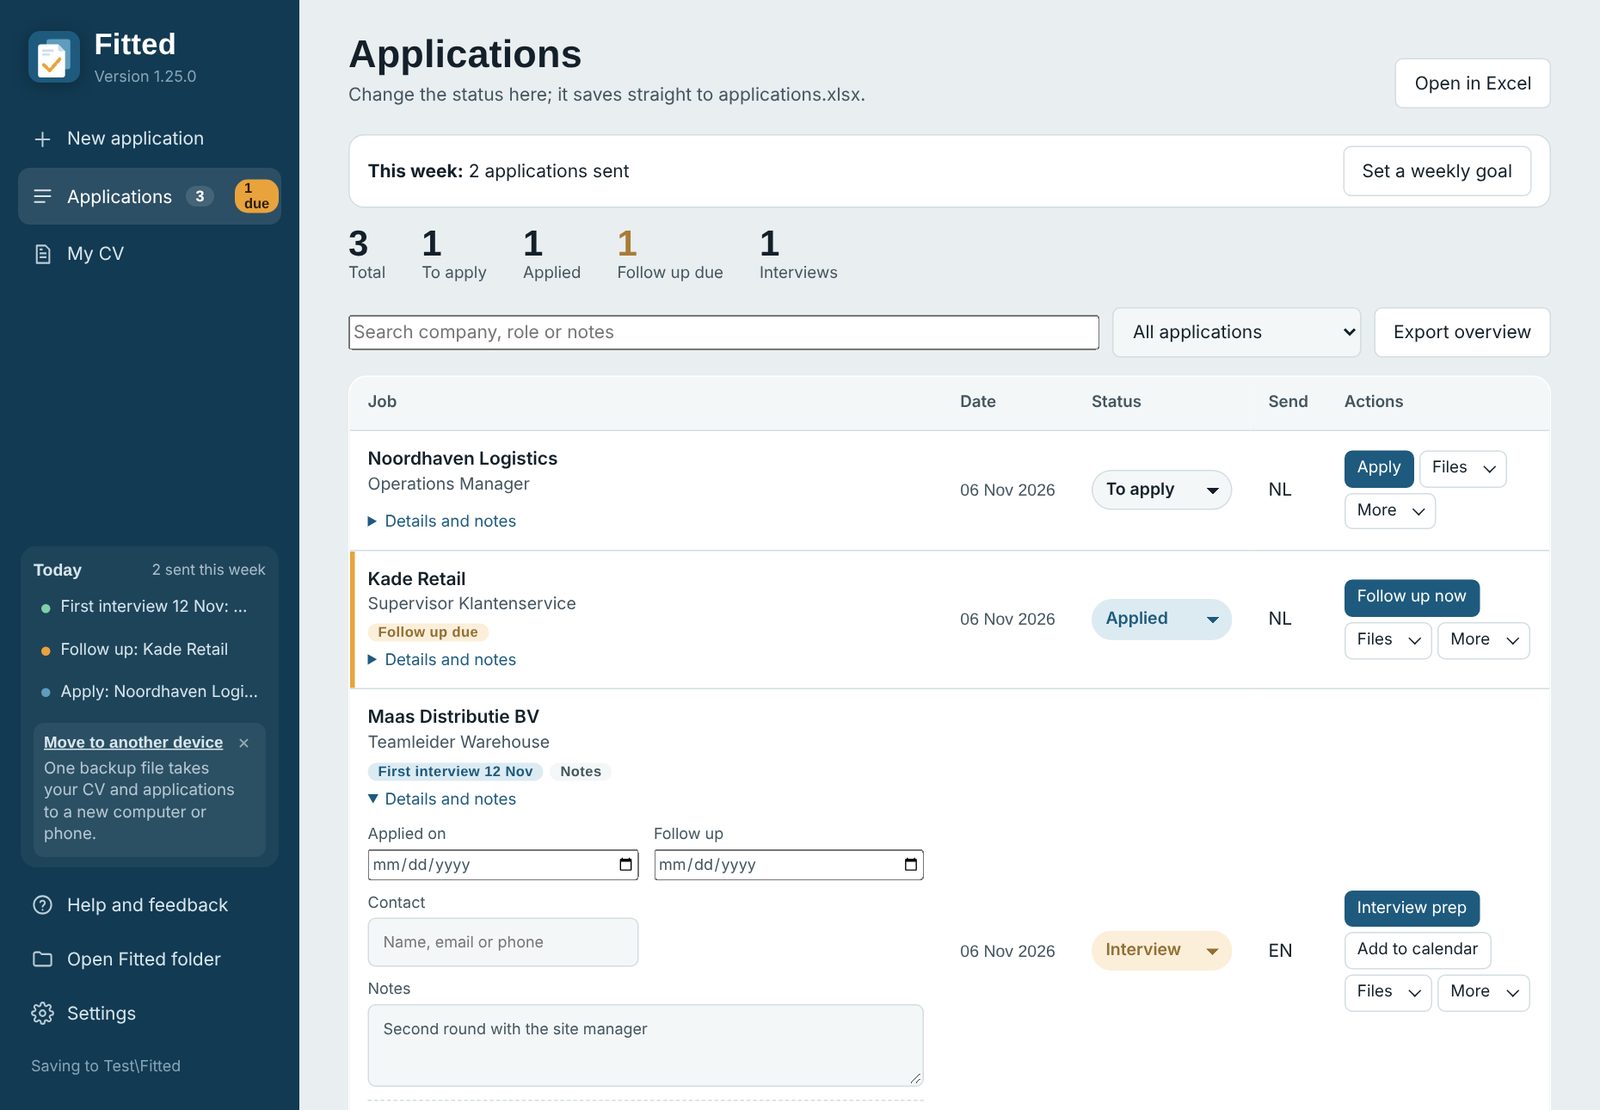 Fitted
Version 1.25.0
New application
Applications 3 1 due
My CV
Today 2 sent this week
First interview 12 Nov: ...
Follow up: Kade Retail
Apply: Noordhaven Logi...
Move to another device ×
One backup file takes
your CV and applications
to a new computer or
phone.
Help and feedback
Open Fitted folder
Settings
Saving to Test\Fitted
Applications
Change the status here; it saves straight to applications.xlsx.
Open in Excel
This week: 2 applications sent
Set a weekly goal
3 1 1 1 1
Total To apply Applied Follow up due Interviews
Search company, role or notes All applications Export overview
Job Date Status Send Actions
Noordhaven Logistics
Operations Manager
Details and notes
06 Nov 2026 To apply NL
Apply Files
More
Kade Retail
Supervisor Klantenservice
Follow up due
Details and notes
06 Nov 2026 Applied NL
Follow up now
Files More
Maas Distributie BV
Teamleider Warehouse
First interview 12 Nov Notes
Details and notes
Applied on Follow up
mm/dd/yyyy mm/dd/yyyy
Contact
Name, email or phone
Notes
Second round with the site manager
06 Nov 2026 Interview EN
Interview prep
Add to calendar
Files More